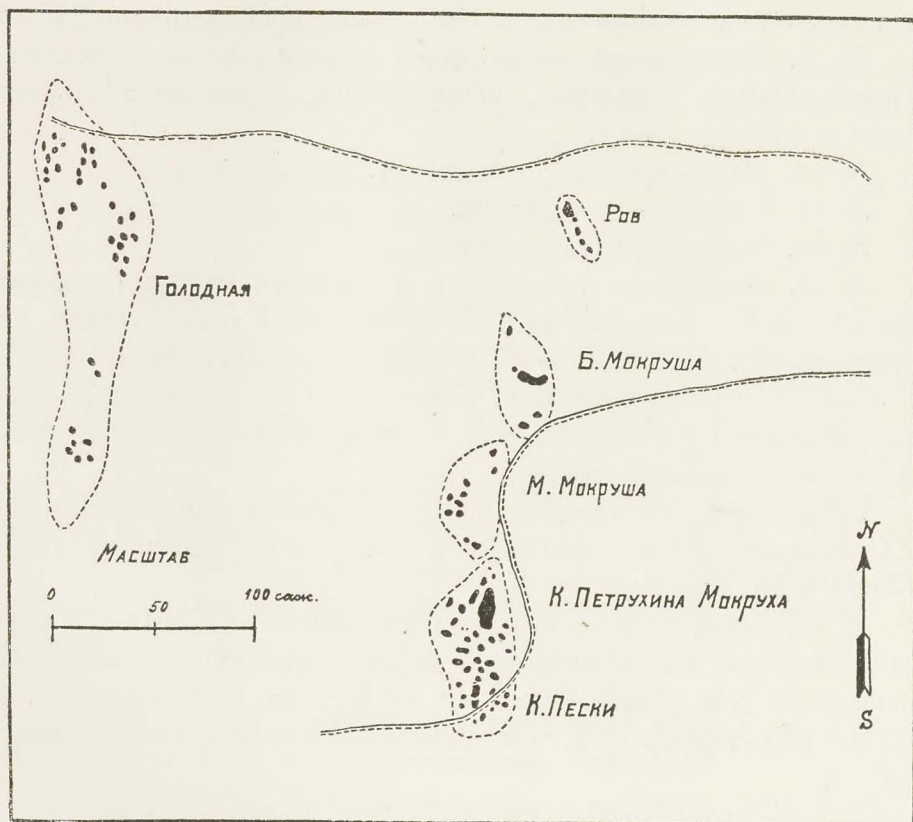 Ров
Голодная
Б. Мокруша
М. Мокруша
Масштаб
0 50 100 саж.
N
К. Петрухина Мокруха
К. Пески
S